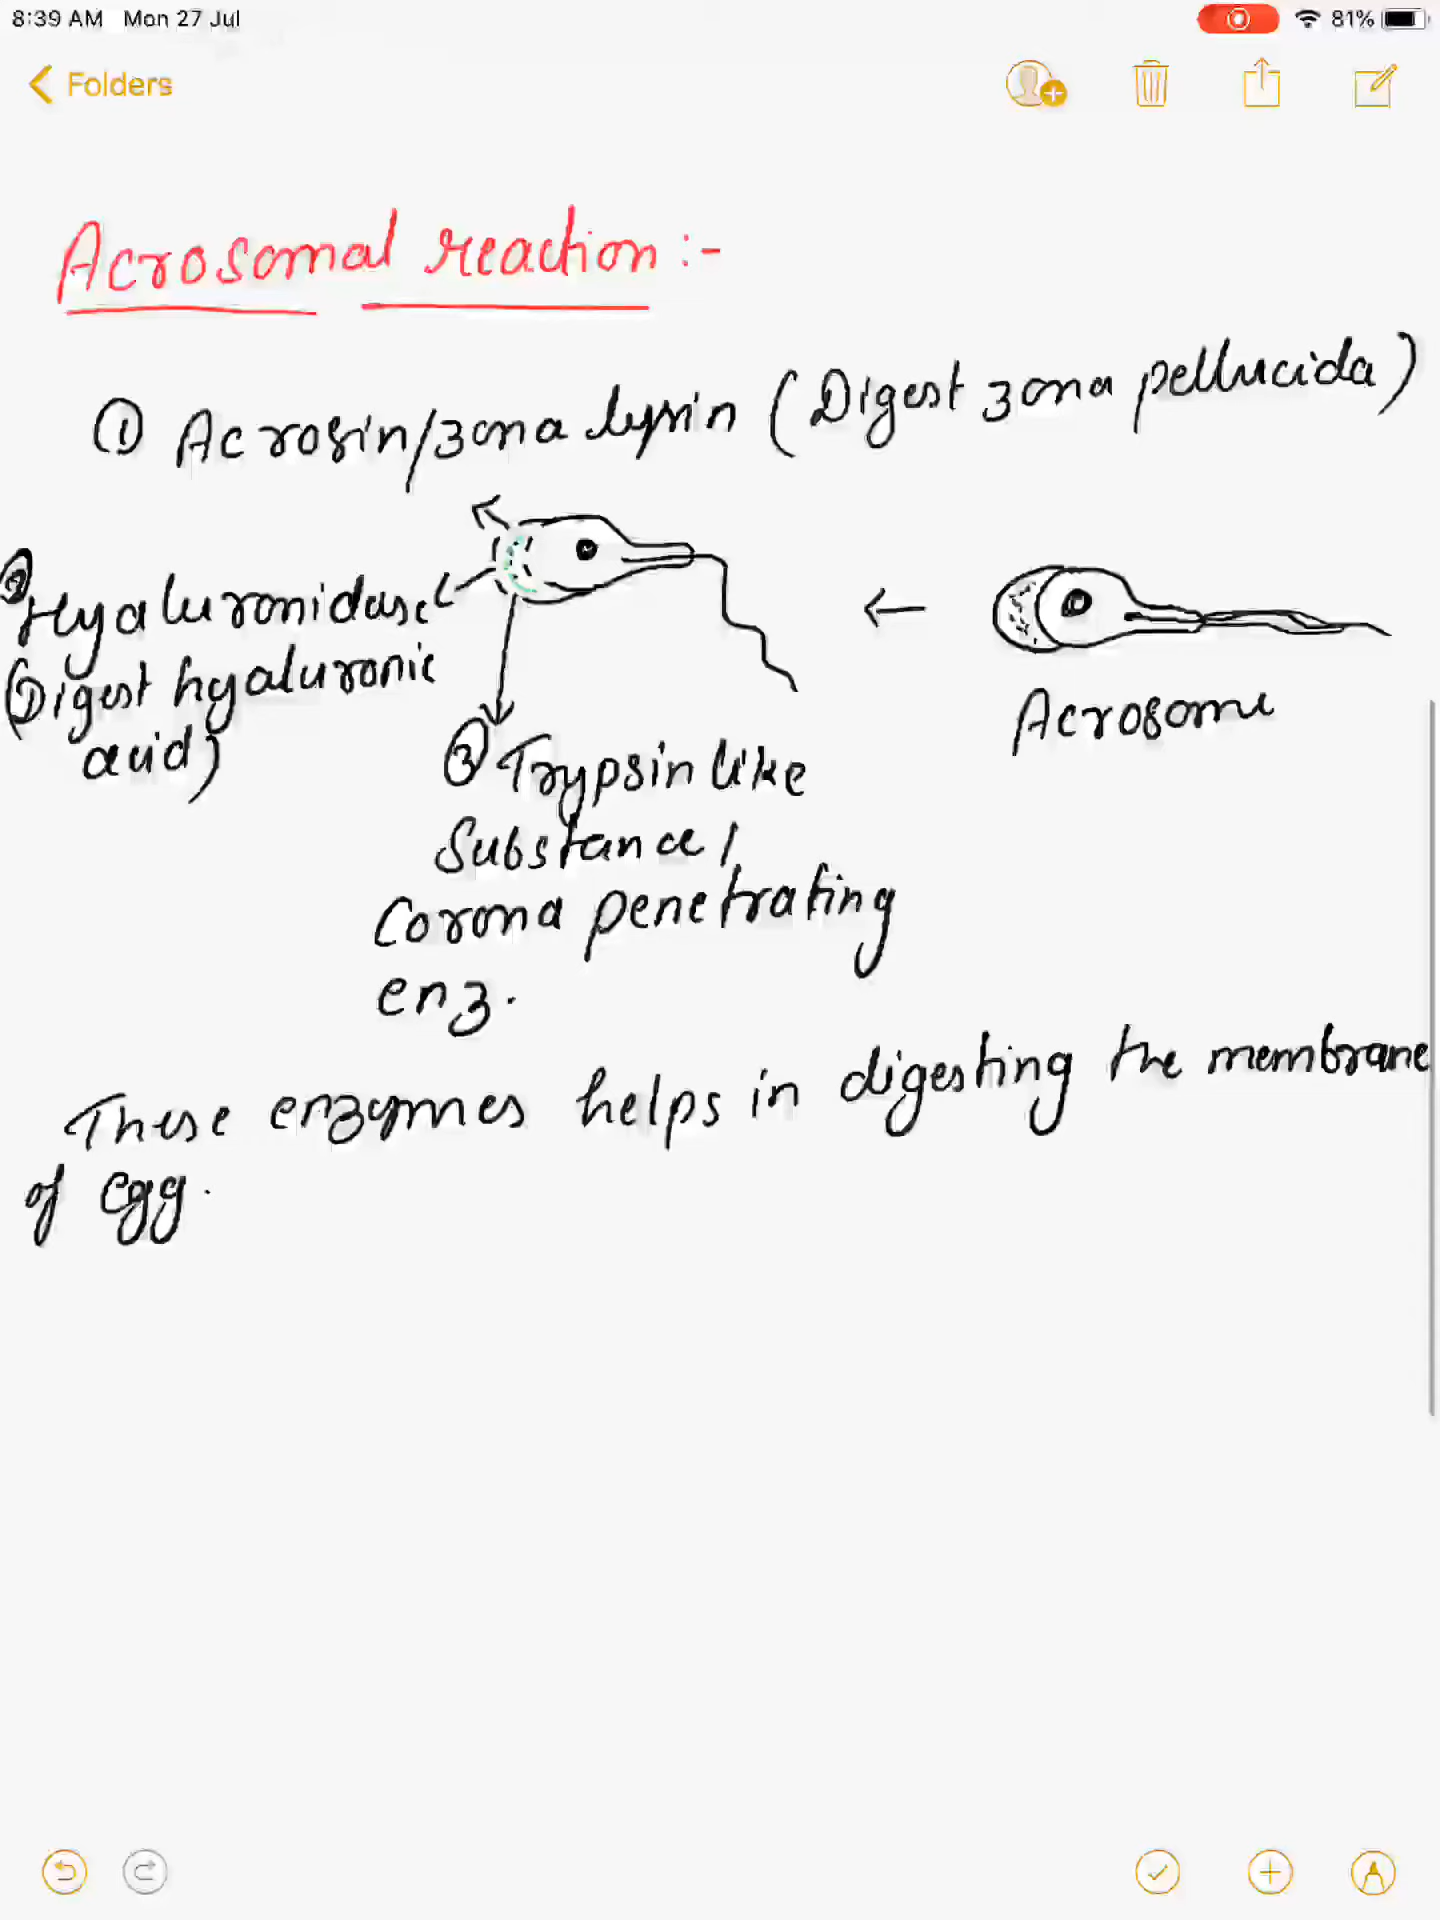 8:39 AM Mon 27 Jul
81%
Folders
Acrosomal reaction :-
① Acrosin/zona lysin (Digest zona pellucida)
② Hyaluronidase
(Digest hyaluronic
acid)
Acrosome
③ Trypsin like
Substance /
Corona penetrating
enz.
These enzymes helps in digesting the membrane
of egg.